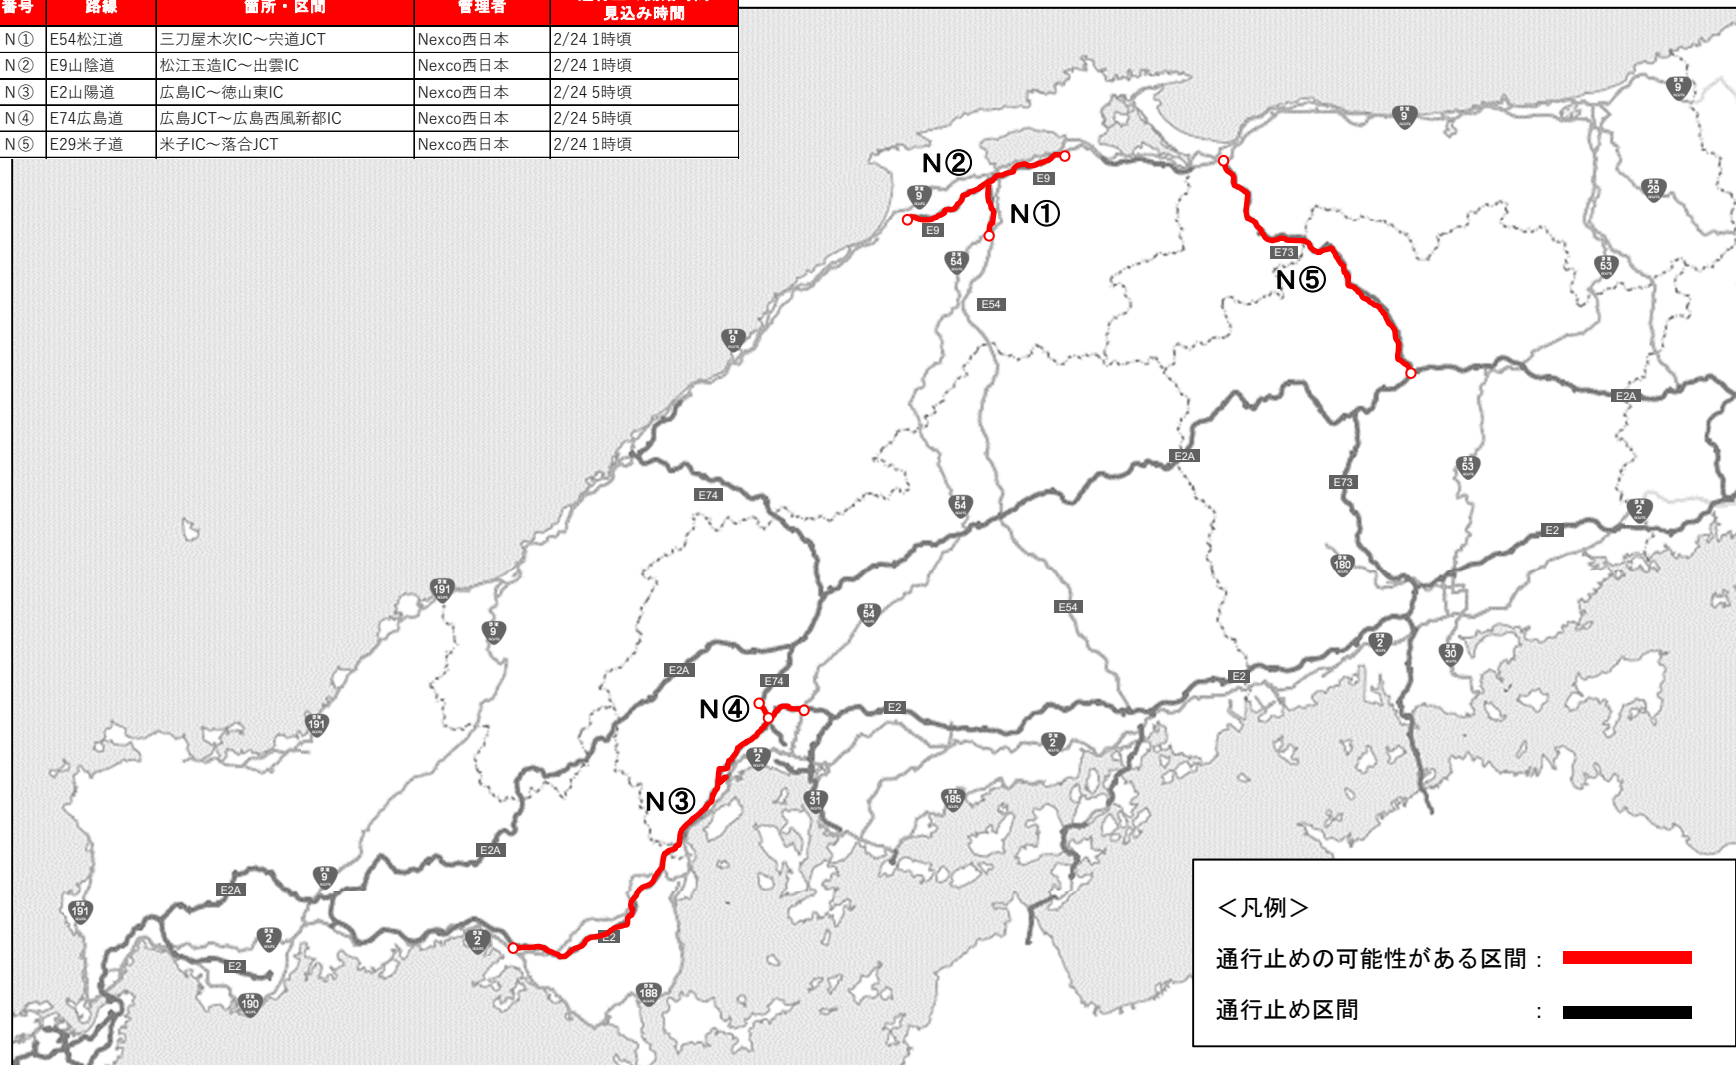 番号 路線 箇所・区間 管理者
見込み時間
N① E54松江道 三刀屋木次IC～宍道JCT Nexco西日本 2/24 1時頃
N② E9山陰道 松江玉造IC～出雲IC Nexco西日本 2/24 1時頃
N③ E2山陽道 広島IC～徳山東IC Nexco西日本 2/24 5時頃
N④ E74広島道 広島JCT～広島西風新都IC Nexco西日本 2/24 5時頃
N⑤ E29米子道 米子IC～落合JCT Nexco西日本 2/24 1時頃
9
9
N②
E9
29
9
N①
E9
54
E73
53
N⑤
E54
9
E2A
E2A
53
E73
E74
54
2
E2
180
191
E54
54
9
2
30
E2A
E2
E74
N④
E2
191
2
2
N③
31
185
E2A
9
E2A
191
2
2
E2
E2
188
190
＜凡例＞
通行止めの可能性がある区間：
通行止め区間：